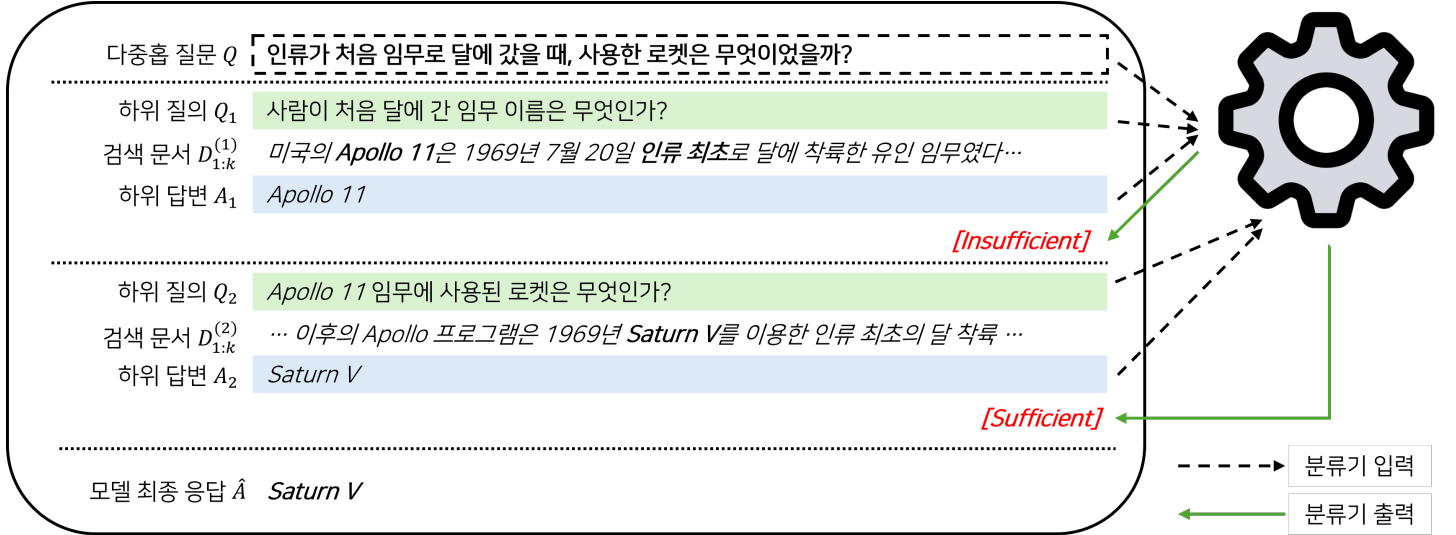 다중홉 질문 Q 인류가 처음 임무로 달에 갔을 때, 사용한 로켓은 무엇이었을까?
하위 질의 Q₁ 사람이 처음 달에 간 임무 이름은 무엇인가?
검색 문서 D₁:ₖ⁽¹⁾ 미국의 Apollo 11은 1969년 7월 20일 인류 최초로 달에 착륙한 유인 임무였다…
하위 답변 A₁ Apollo 11
[Insufficient]
하위 질의 Q₂ Apollo 11 임무에 사용된 로켓은 무엇인가?
검색 문서 D₁:ₖ⁽²⁾ … 이후의 Apollo 프로그램은 1969년 Saturn V를 이용한 인류 최초의 달 착륙 …
하위 답변 A₂ Saturn V
[Sufficient]
모델 최종 응답 Â Saturn V
분류기 입력
분류기 출력